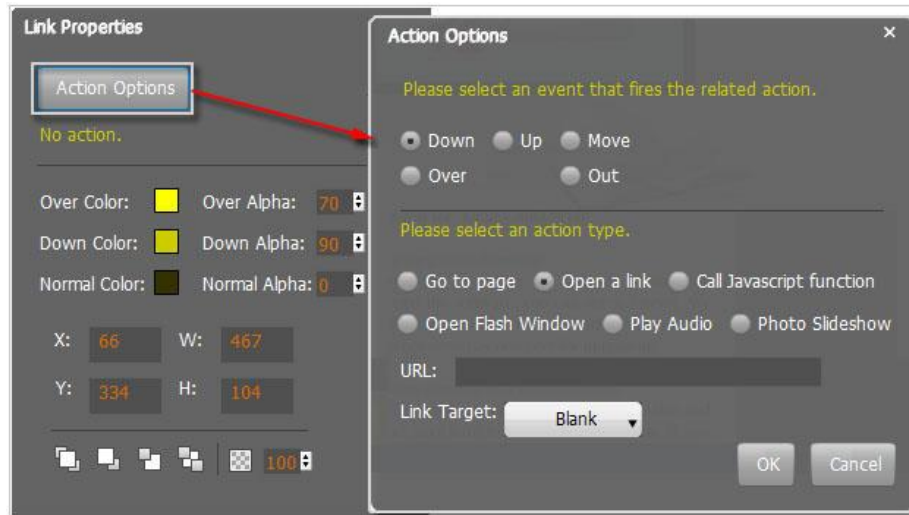 Link Properties
Action Options
No action.
Over Color: Over Alpha: 70
Down Color: Down Alpha: 90
Normal Color: Normal Alpha: 0
X: 66 W: 467
Y: 334 H: 104
100
Action Options ×
Please select an event that fires the related action.
Down Up Move
Over Out
Please select an action type.
Go to page Open a link Call Javascript function
Open Flash Window Play Audio Photo Slideshow
URL:
Link Target: Blank
OK Cancel